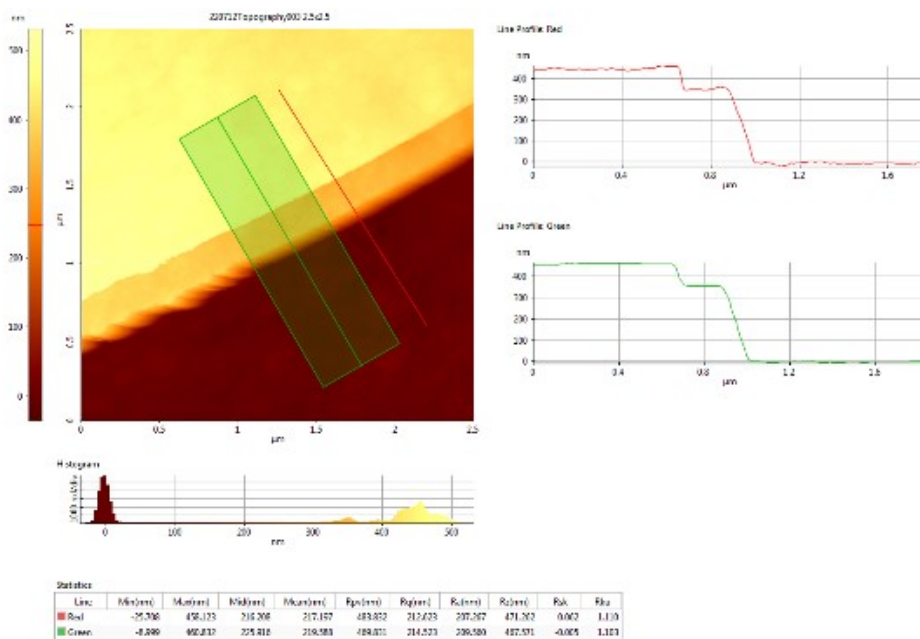 220712Topography003 2.5x2.5
nm
500
400
300
200
100
0
2.5
2
1.5
µm
1
0.5
0
0 0.5 1 1.5 2 2.5
µm
Line Profile: Red
nm
400
300
200
100
0
0 0.4 0.8 1.2 1.6
µm
Line Profile: Green
nm
400
300
200
100
0
0 0.4 0.8 1.2 1.6
µm
Histogram
0 100 200 300 400 500
nm
Statistics
Line Min(nm) Max(nm) Mid(nm) Mean(nm) Rpv(nm) Rq(nm) Ra(nm) Rz(nm) Rsk Rku
Red -25.708 458.123 216.208 217.197 483.832 212.623 207.267 471.202 0.002 1.110
Green -8.999 460.832 225.916 219.583 469.831 214.523 209.580 467.571 -0.005 1.103